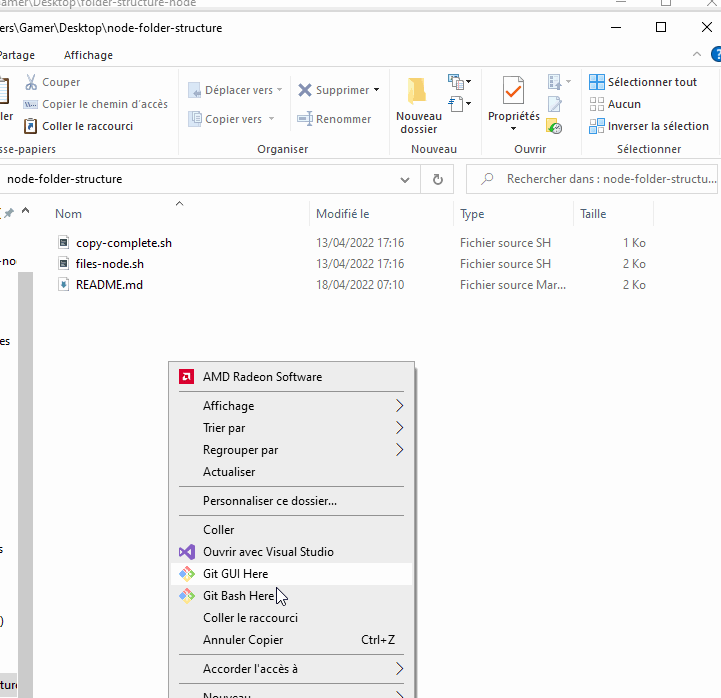 amer\Desktop\folder-structure-node
ers\Gamer\Desktop\node-folder-structure
Partage Affichage
Couper
Copier le chemin d'accès
ller Coller le raccourci
sse-papiers
Déplacer vers Supprimer
Copier vers Renommer
Organiser
Nouveau
dossier
Nouveau
Propriétés
Ouvrir
Sélectionner tout
Aucun
Inverser la sélection
Sélectionner
node-folder-structure
Rechercher dans : node-folder-structu...
Nom Modifié le Type Taille
copy-complete.sh 13/04/2022 17:16 Fichier source SH 1 Ko
files-node.sh 13/04/2022 17:16 Fichier source SH 2 Ko
README.md 18/04/2022 07:10 Fichier source Mar... 2 Ko
AMD Radeon Software
Affichage
Trier par
Regrouper par
Actualiser
Personnaliser ce dossier...
Coller
Ouvrir avec Visual Studio
Git GUI Here
Git Bash Here
Coller le raccourci
Annuler Copier Ctrl+Z
Accorder l'accès à
Nouveau